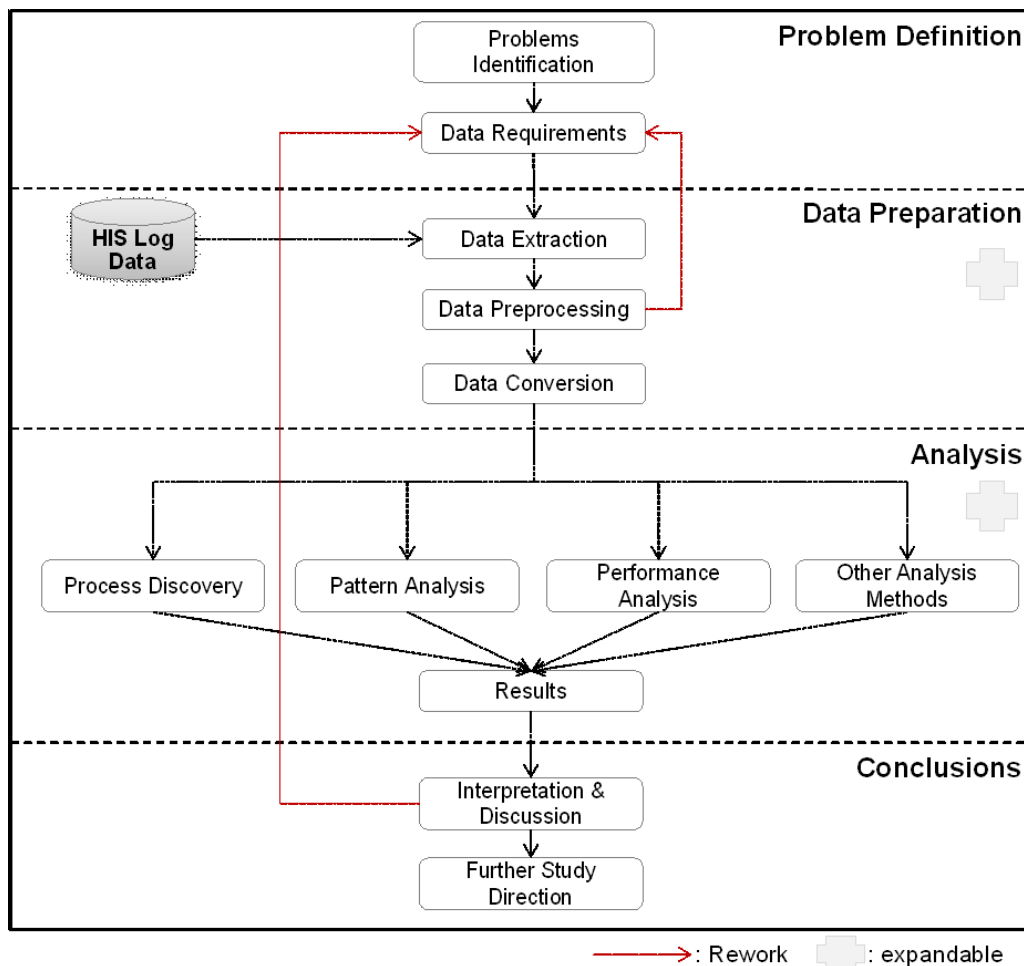 Problem Definition
Problems
Identification
Data Requirements
Data Preparation
HIS Log
Data
Data Extraction
Data Preprocessing
Data Conversion
Analysis
Process Discovery
Pattern Analysis
Performance
Analysis
Other Analysis
Methods
Results
Conclusions
Interpretation &
Discussion
Further Study
Direction
: Rework
: expandable